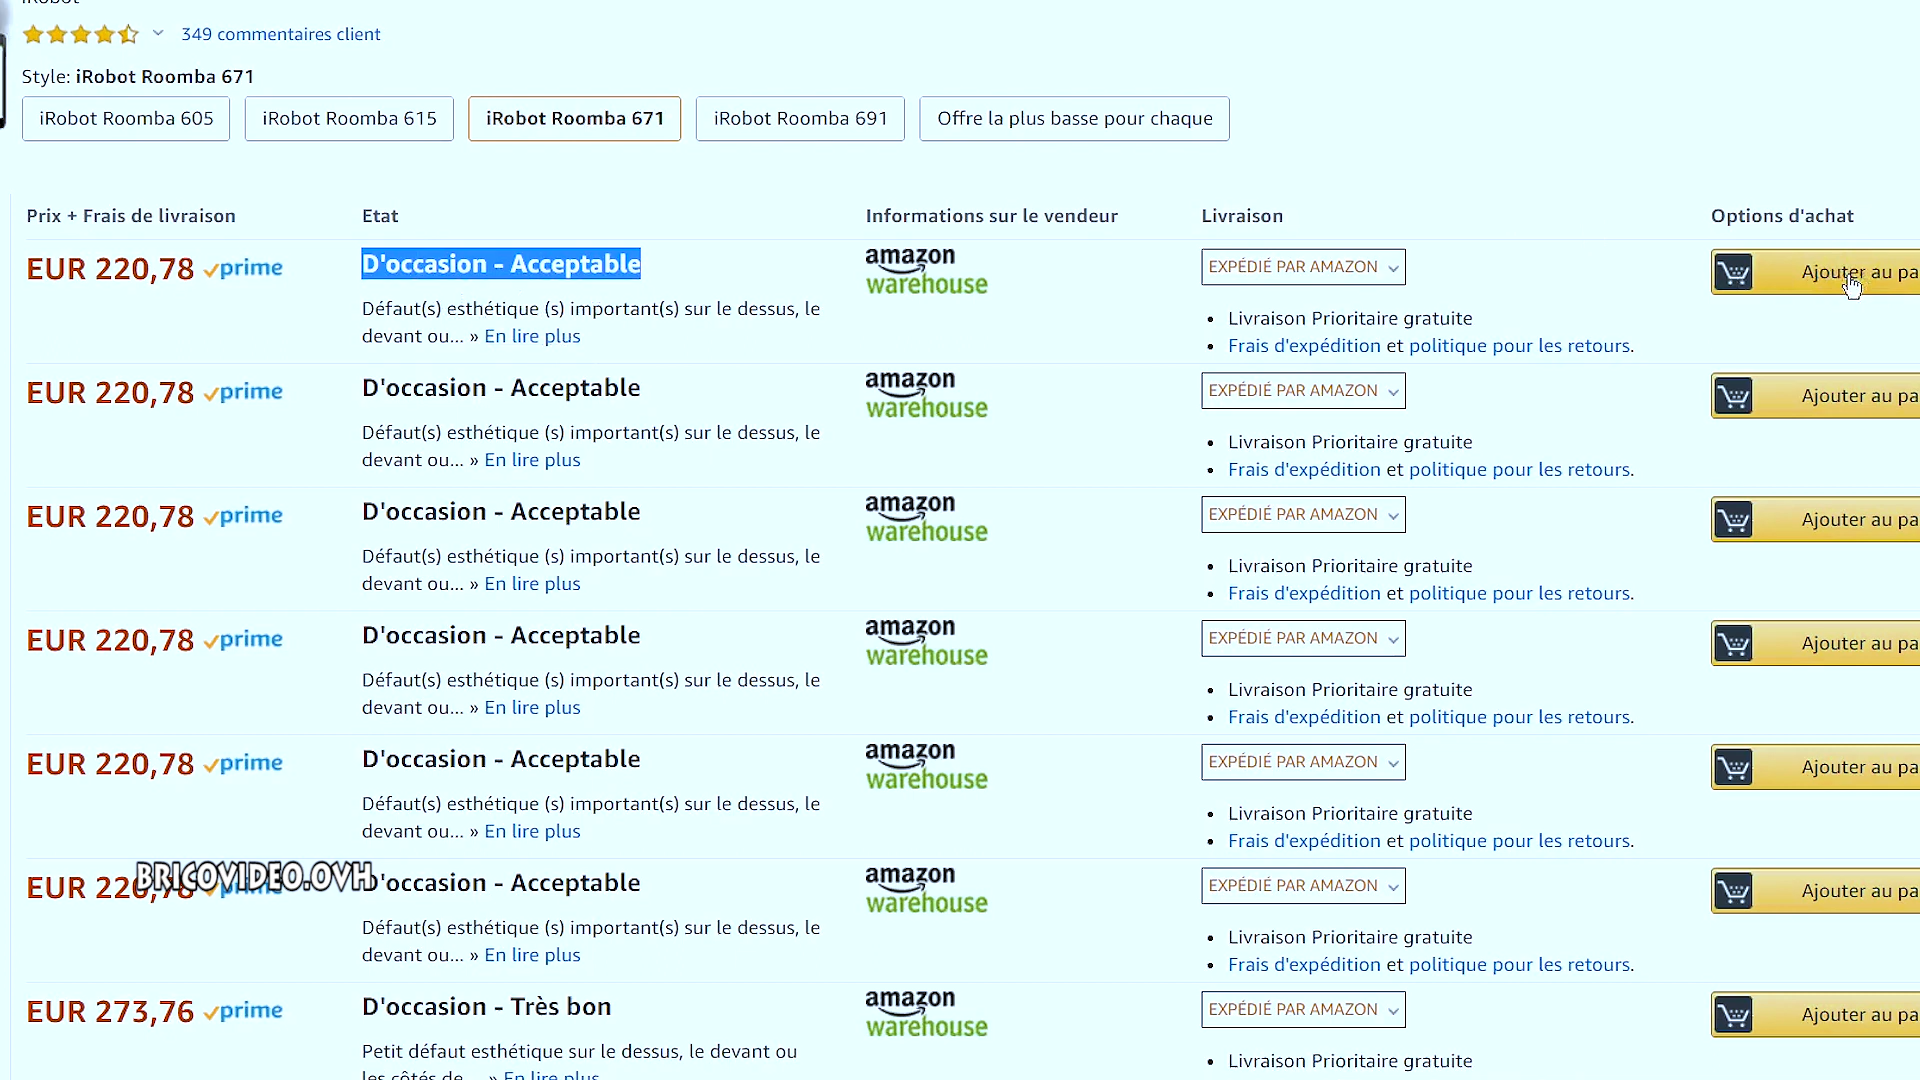 349 commentaires client
Style: iRobot Roomba 671
iRobot Roomba 605
iRobot Roomba 615
iRobot Roomba 671
iRobot Roomba 691
Offre la plus basse pour chaque
Prix + Frais de livraison
Etat
Informations sur le vendeur
Livraison
Options d'achat
EUR 220,78 prime
D'occasion - Acceptable
Défaut(s) esthétique (s) important(s) sur le dessus, le
devant ou... » En lire plus
amazon
warehouse
EXPÉDIÉ PAR AMAZON
Livraison Prioritaire gratuite
Frais d'expédition et politique pour les retours.
Ajouter au pa
EUR 220,78 prime
D'occasion - Acceptable
Défaut(s) esthétique (s) important(s) sur le dessus, le
devant ou... » En lire plus
amazon
warehouse
EXPÉDIÉ PAR AMAZON
Livraison Prioritaire gratuite
Frais d'expédition et politique pour les retours.
Ajouter au pa
EUR 220,78 prime
D'occasion - Acceptable
Défaut(s) esthétique (s) important(s) sur le dessus, le
devant ou... » En lire plus
amazon
warehouse
EXPÉDIÉ PAR AMAZON
Livraison Prioritaire gratuite
Frais d'expédition et politique pour les retours.
Ajouter au pa
EUR 220,78 prime
D'occasion - Acceptable
Défaut(s) esthétique (s) important(s) sur le dessus, le
devant ou... » En lire plus
amazon
warehouse
EXPÉDIÉ PAR AMAZON
Livraison Prioritaire gratuite
Frais d'expédition et politique pour les retours.
Ajouter au pa
EUR 220,78 prime
D'occasion - Acceptable
Défaut(s) esthétique (s) important(s) sur le dessus, le
devant ou... » En lire plus
amazon
warehouse
EXPÉDIÉ PAR AMAZON
Livraison Prioritaire gratuite
Frais d'expédition et politique pour les retours.
Ajouter au pa
BRICOVIDEO.OVH
EUR 220,78 prime
D'occasion - Acceptable
Défaut(s) esthétique (s) important(s) sur le dessus, le
devant ou... » En lire plus
amazon
warehouse
EXPÉDIÉ PAR AMAZON
Livraison Prioritaire gratuite
Frais d'expédition et politique pour les retours.
Ajouter au pa
EUR 273,76 prime
D'occasion - Très bon
Petit défaut esthétique sur le dessus, le devant ou
les côtés de... » En lire plus
amazon
warehouse
EXPÉDIÉ PAR AMAZON
Livraison Prioritaire gratuite
Ajouter au pa